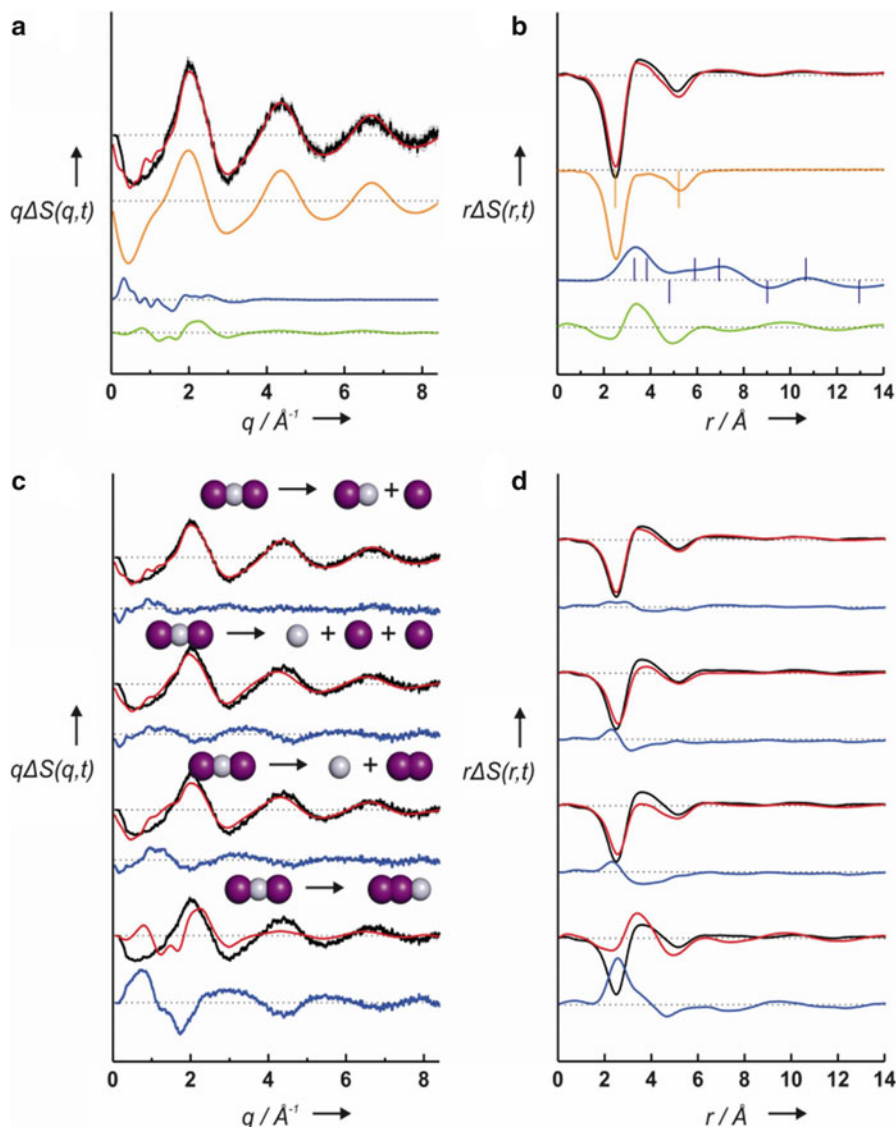 a
b
qΔS(q,t)
rΔS(r,t)
0 2 4 6 8
q / Å⁻¹
0 2 4 6 8 10 12 14
r / Å
c
d
+
+ +
+
qΔS(q,t)
rΔS(r,t)
0 2 4 6 8
q / Å⁻¹
0 2 4 6 8 10 12 14
r / Å